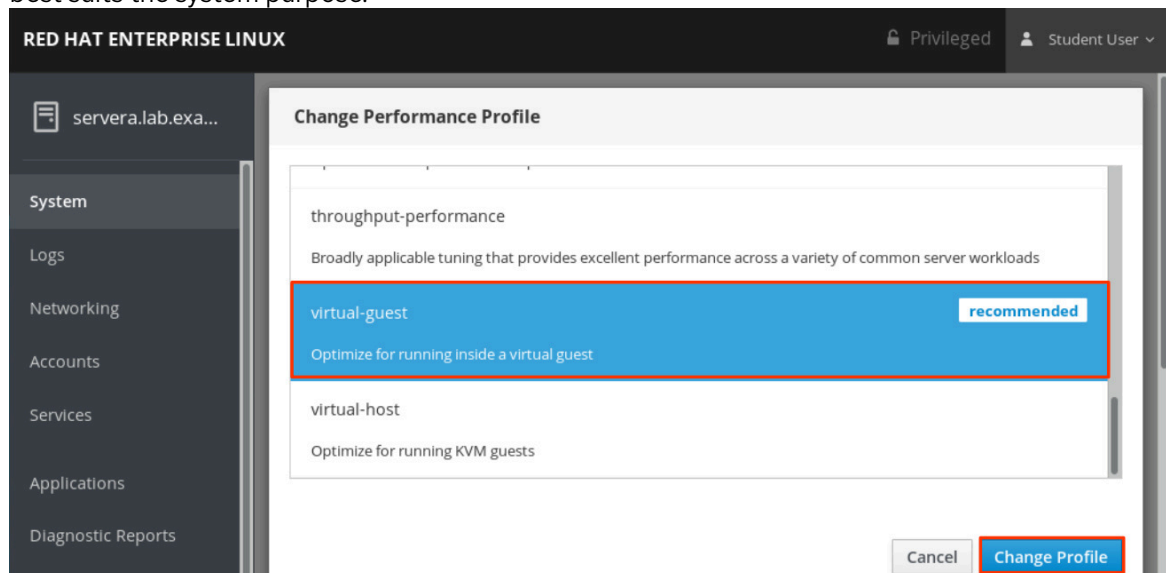 best suits the system purpose.
RED HAT ENTERPRISE LINUX
Privileged
Student User
servera.lab.exa...
Change Performance Profile
System
throughput-performance
Logs
Broadly applicable tuning that provides excellent performance across a variety of common server workloads
Networking
virtual-guest
recommended
Accounts
Optimize for running inside a virtual guest
Services
virtual-host
Optimize for running KVM guests
Applications
Diagnostic Reports
Cancel
Change Profile